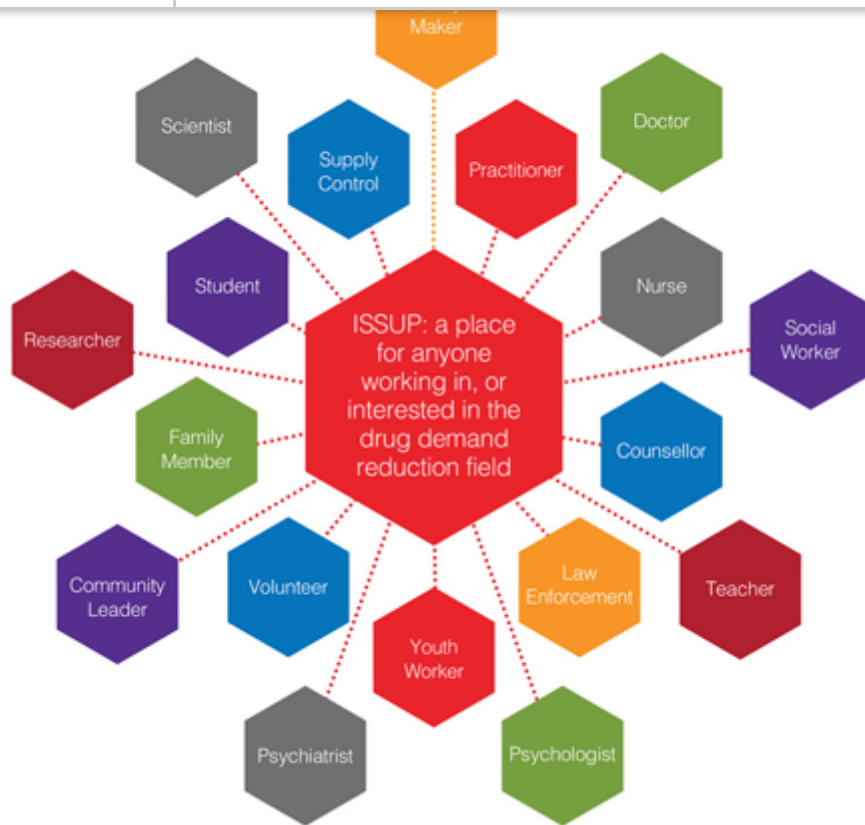 Maker
Scientist
Doctor
Supply
Control
Practitioner
Student
Nurse
Researcher
Social
Worker
ISSUP: a place
for anyone
working in, or
interested in the
drug demand
reduction field
Family
Member
Counsellor
Community
Leader
Volunteer
Law
Enforcement
Teacher
Youth
Worker
Psychiatrist
Psychologist